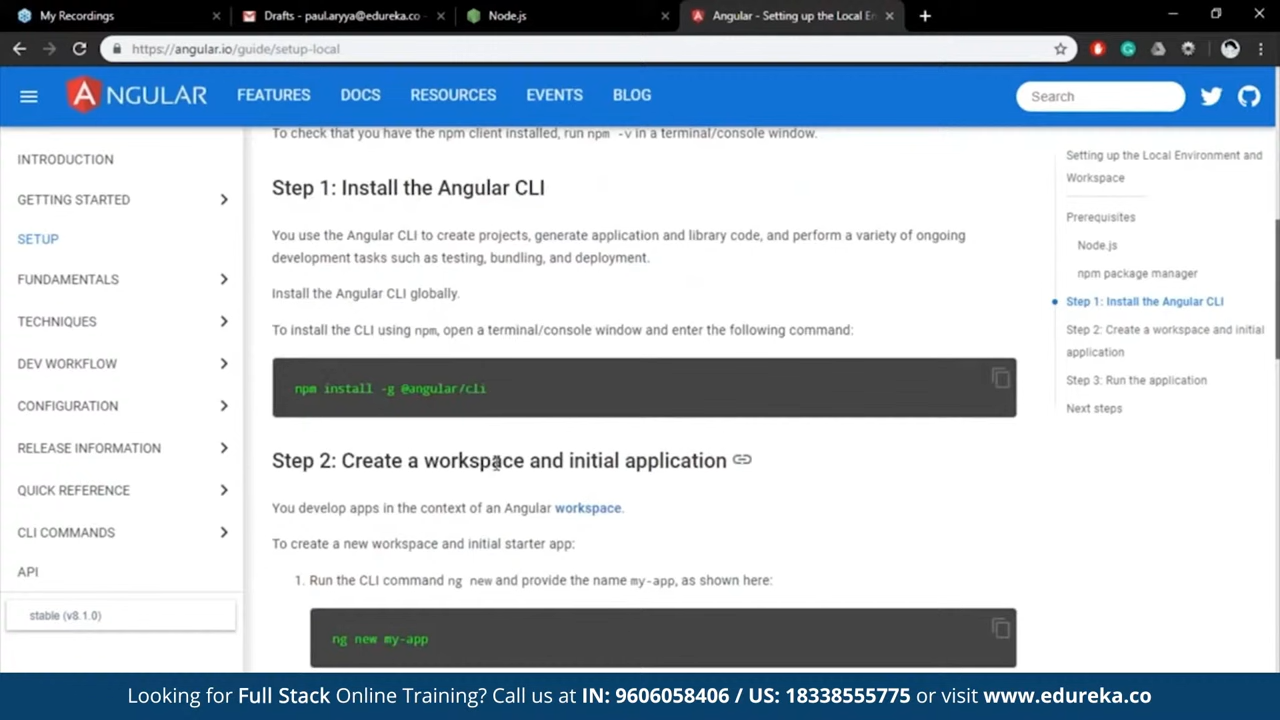 My Recordings
Drafts - paul.aryya@edureka.co -
Node.js
Angular - Setting up the Local En
https://angular.io/guide/setup-local
ANGULAR
FEATURES
DOCS
RESOURCES
EVENTS
BLOG
Search
INTRODUCTION
GETTING STARTED
SETUP
FUNDAMENTALS
TECHNIQUES
DEV WORKFLOW
CONFIGURATION
RELEASE INFORMATION
QUICK REFERENCE
CLI COMMANDS
API
stable (v8.1.0)
To check that you have the npm client installed, run npm -v in a terminal/console window.
Step 1: Install the Angular CLI
You use the Angular CLI to create projects, generate application and library code, and perform a variety of ongoing
development tasks such as testing, bundling, and deployment.
Install the Angular CLI globally.
To install the CLI using npm, open a terminal/console window and enter the following command:
npm install -g @angular/cli
Step 2: Create a workspace and initial application
You develop apps in the context of an Angular workspace.
To create a new workspace and initial starter app:
1. Run the CLI command ng new and provide the name my-app, as shown here:
ng new my-app
Setting up the Local Environment and
Workspace
Prerequisites
Node.js
npm package manager
Step 1: Install the Angular CLI
Step 2: Create a workspace and initial
application
Step 3: Run the application
Next steps
Looking for Full Stack Online Training? Call us at IN: 9606058406 / US: 18338555775 or visit www.edureka.co